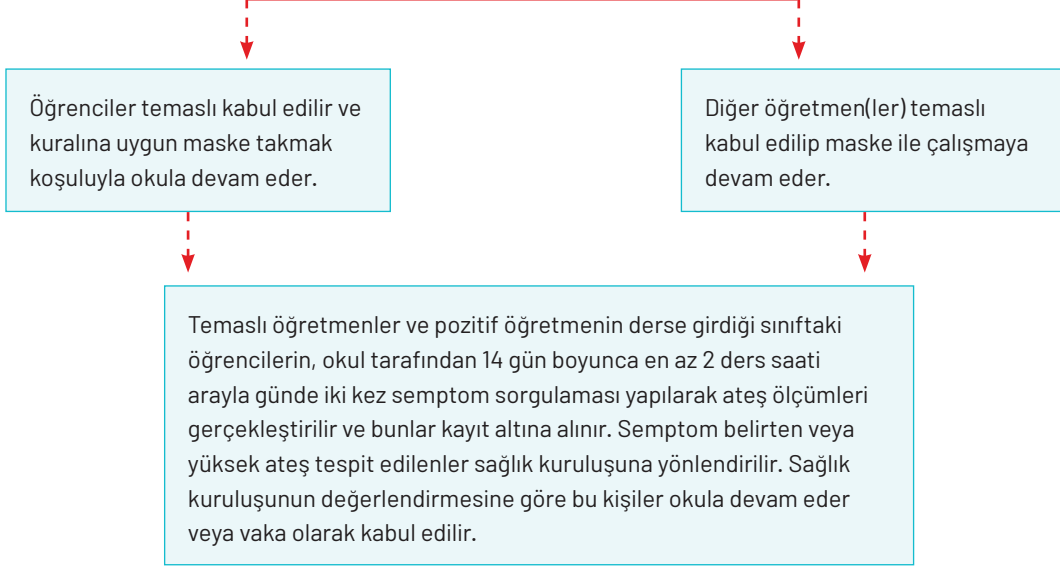 Öğrenciler temaslı kabul edilir ve
kuralına uygun maske takmak
koşuluyla okula devam eder.
Diğer öğretmen(ler) temaslı
kabul edilip maske ile çalışmaya
devam eder.
Temaslı öğretmenler ve pozitif öğretmenin derse girdiği sınıftaki
öğrencilerin, okul tarafından 14 gün boyunca en az 2 ders saati
arayla günde iki kez semptom sorgulaması yapılarak ateş ölçümleri
gerçekleştirilir ve bunlar kayıt altına alınır. Semptom belirten veya
yüksek ateş tespit edilenler sağlık kuruluşuna yönlendirilir. Sağlık
kuruluşunun değerlendirmesine göre bu kişiler okula devam eder
veya vaka olarak kabul edilir.